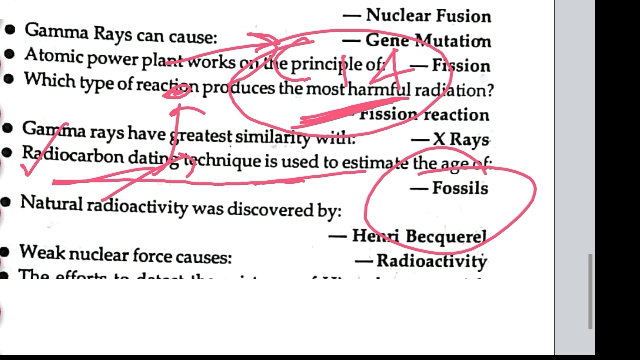 — Nuclear Fusion
• Gamma Rays can cause: — Gene Mutation
• Atomic power plant works on the principle of: — Fission
• Which type of reaction produces the most harmful radiation?
Fission reaction
• Gamma rays have greatest similarity with: — X Rays
• Radiocarbon dating technique is used to estimate the age of:
— Fossils
• Natural radioactivity was discovered by:
— Henri Becquerel
• Weak nuclear force causes: — Radioactivity
C 14